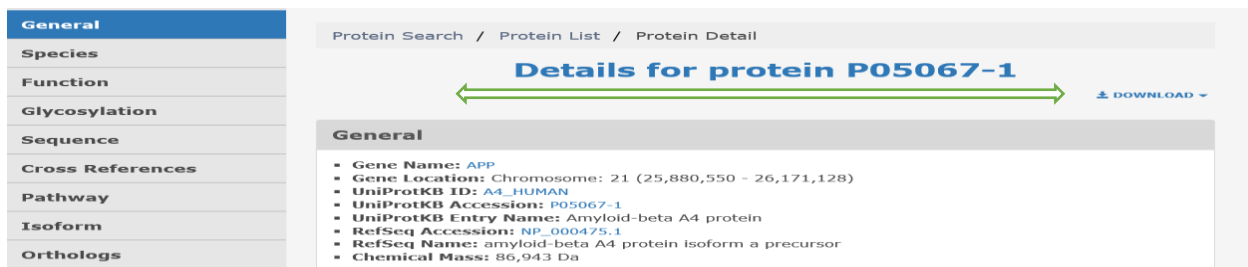 General
Species
Function
Glycosylation
Sequence
Cross References
Pathway
Isoform
Orthologs
Protein Search / Protein List / Protein Detail
Details for protein P05067-1
DOWNLOAD
General
Gene Name: APP
Gene Location: Chromosome: 21 (25,880,550 - 26,171,128)
UniProtKB ID: A4_HUMAN
UniProtKB Accession: P05067-1
UniProtKB Entry Name: Amyloid-beta A4 protein
RefSeq Accession: NP_000475.1
RefSeq Name: amyloid-beta A4 protein isoform a precursor
Chemical Mass: 86,943 Da